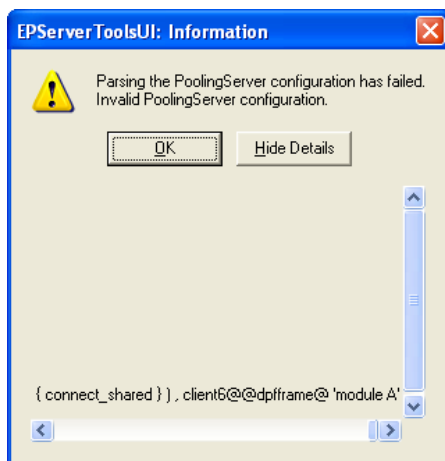 EPServerToolsUI: Information
Parsing the PoolingServer configuration has failed.
Invalid PoolingServer configuration.
OK
Hide Details
{ connect_shared } ) , client6@@dpfframe@ 'module A'